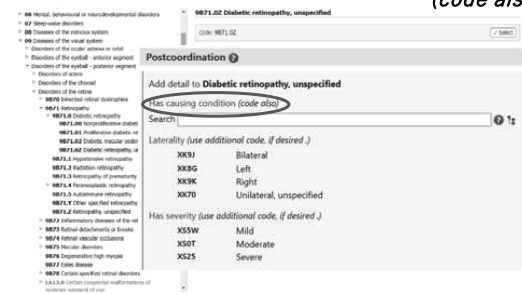 (code als
06 Mental, behavioural or neurodevelopmental disorders
07 Sleep-wake disorders
08 Diseases of the nervous system
09 Diseases of the visual system
Disorders of the ocular adnexa or orbit
Disorders of the eyeball - anterior segment
Disorders of the eyeball - posterior segment
Disorders of sclera
Disorders of the choroid
Disorders of the retina
9B70 Inherited retinal dystrophies
9B71 Retinopathy
9B71.0 Diabetic retinopathy
9B71.00 Nonproliferative diabet
9B71.01 Proliferative diabetic re
9B71.02 Diabetic macular oeder
9B71.0Z Diabetic retinopathy, un
9B71.1 Hypertensive retinopathy
9B71.2 Radiation retinopathy
9B71.3 Retinopathy of prematurity
9B71.4 Paraneoplastic retinopathy
9B71.5 Autoimmune retinopathy
9B71.Y Other specified retinopathy
9B71.Z Retinopathy, unspecified
9B72 Inflammatory diseases of the ret
9B73 Retinal detachments or breaks
9B74 Retinal vascular occlusions
9B75 Macular disorders
9B76 Degenerative high myopia
9B77 Eales disease
9B78 Certain specified retinal disorders
LA13.8 Certain congenital malformations of
posterior segment of eye
9B71.0Z Diabetic retinopathy, unspecified
Code: 9B71.0Z
✓ Select
Postcoordination ?
Add detail to Diabetic retinopathy, unspecified
Has causing condition (code also)
Search
Laterality (use additional code, if desired .)
XK9J Bilateral
XK8G Left
XK9K Right
XK70 Unilateral, unspecified
Has severity (use additional code, if desired .)
XS5W Mild
XS0T Moderate
XS25 Severe